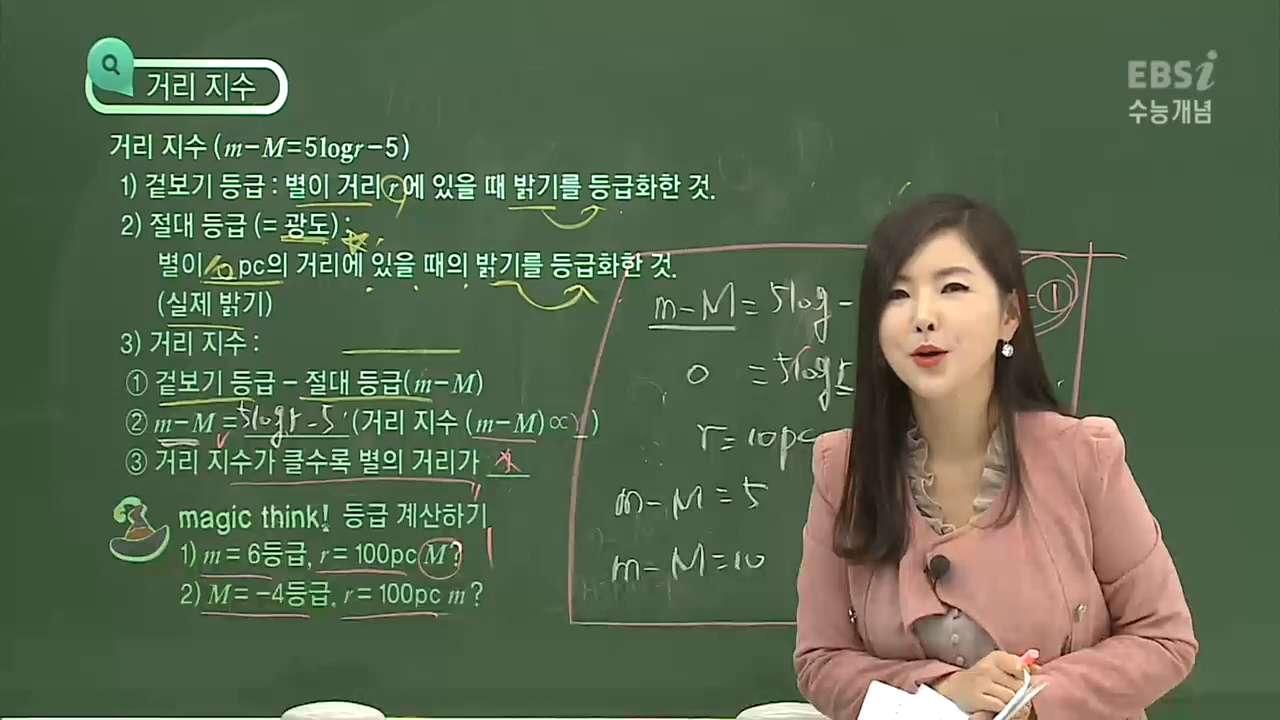 거리 지수
EBSi
수능개념
거리 지수 (m-M=5logr-5)
1) 겉보기 등급 : 별이 거리 r에 있을 때 밝기를 등급화한 것.
2) 절대 등급 (= 광도) :
별이 10 pc의 거리에 있을 때의 밝기를 등급화한 것.
(실제 밝기)
3) 거리 지수 :
① 겉보기 등급 - 절대 등급(m-M)
② m-M=5logr-5 (거리 지수 (m-M)∝ )
③ 거리 지수가 클수록 별의 거리가
magic think! 등급 계산하기
1) m = 6등급, r = 100pc M ?
2) M= -4등급, r = 100pc m ?
m-M=5log-
=①
0 =5logr
r=10pc
m-M=5
m-M=10